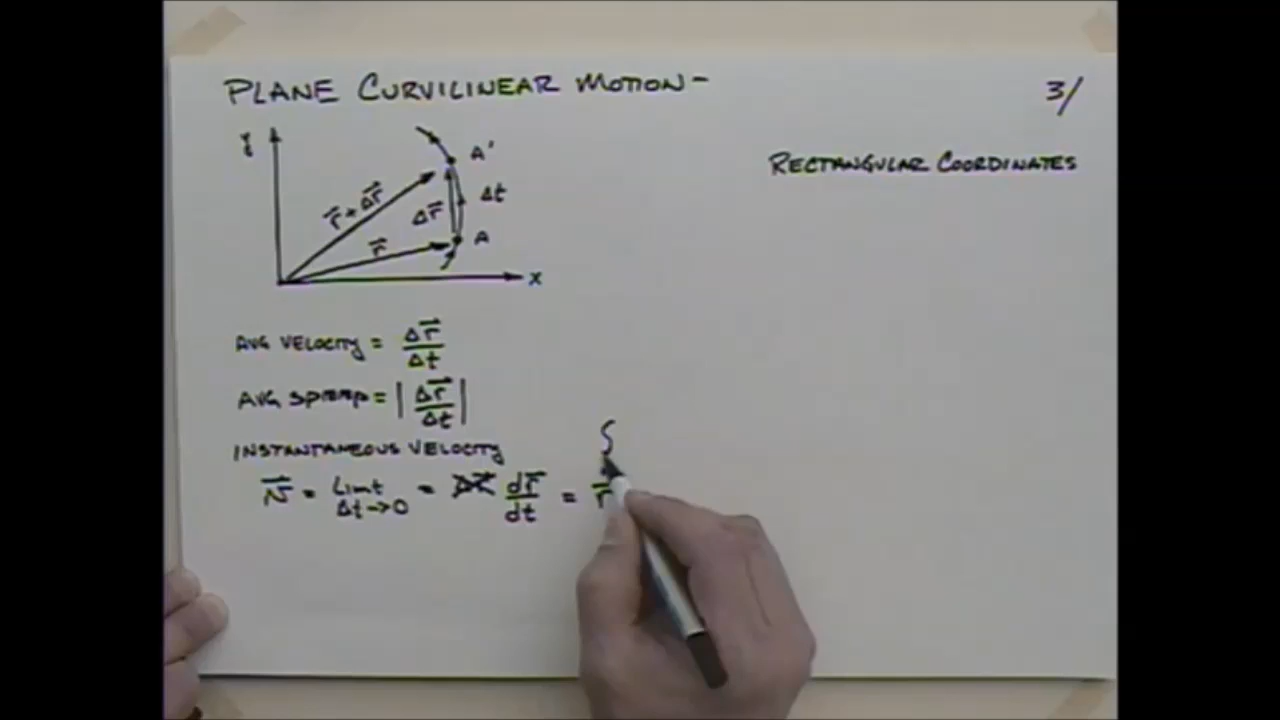 PLANE CURVILINEAR MOTION-
3/
RECTANGULAR COORDINATES
y
A'
r⃗ + Δr⃗
Δr⃗
Δt
r⃗
A
x
AVG VELOCITY = Δr⃗/Δt
AVG SPEED = |Δr⃗/Δt|
INSTANTANEOUS VELOCITY
v⃗ = LIMIT Δt→0 = dr⃗/dt = r⃗